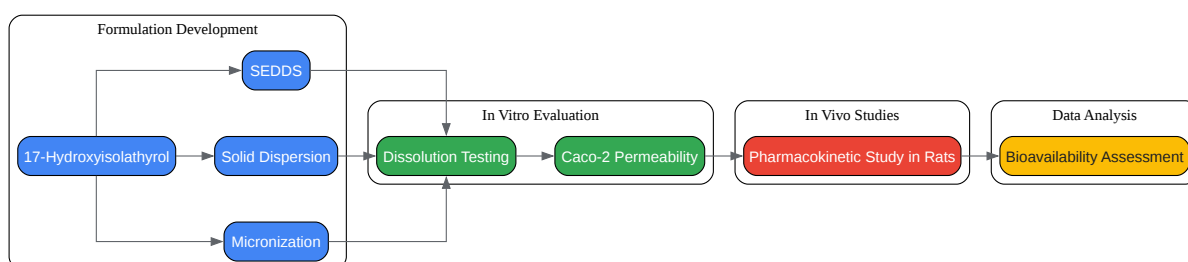 Formulation Development
SEDDS
In Vitro Evaluation
In Vivo Studies
Data Analysis
17-Hydroxyisolathyrol
Solid Dispersion
Dissolution Testing
Caco-2 Permeability
Pharmacokinetic Study in Rats
Bioavailability Assessment
Micronization